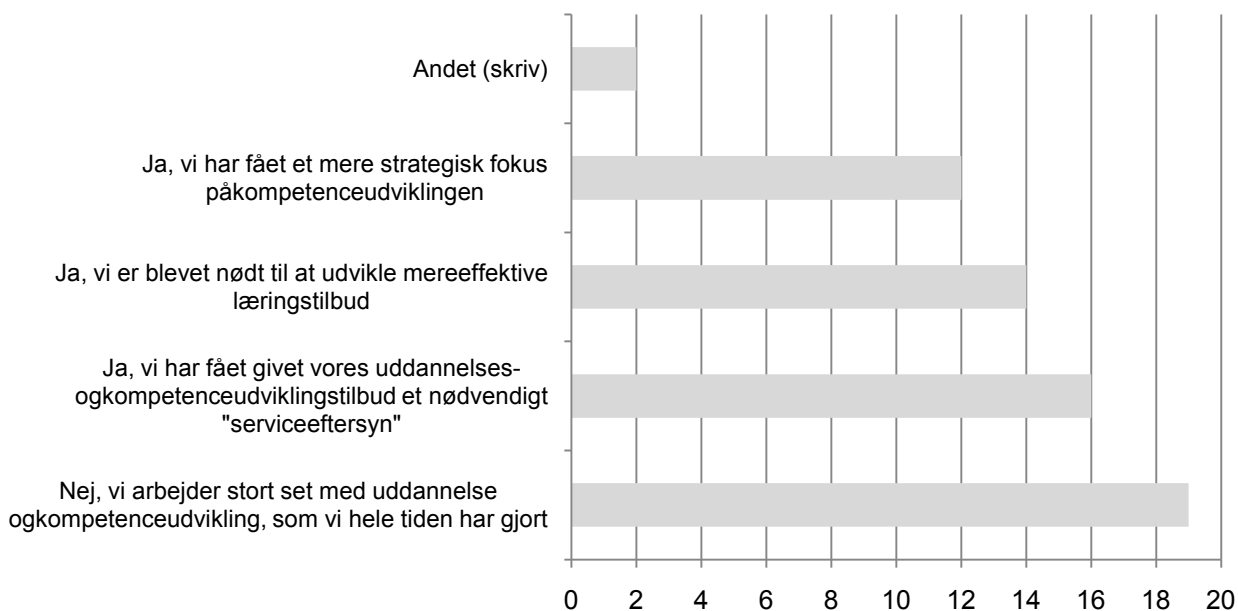 Andet (skriv)
Ja, vi har fået et mere strategisk fokus
påkompetenceudviklingen
Ja, vi er blevet nødt til at udvikle mereeffektive
læringstilbud
Ja, vi har fået givet vores uddannelses-
ogkompetenceudviklingstilbud et nødvendigt
"serviceeftersyn"
Nej, vi arbejder stort set med uddannelse
ogkompetenceudvikling, som vi hele tiden har gjort
0 2 4 6 8 10 12 14 16 18 20